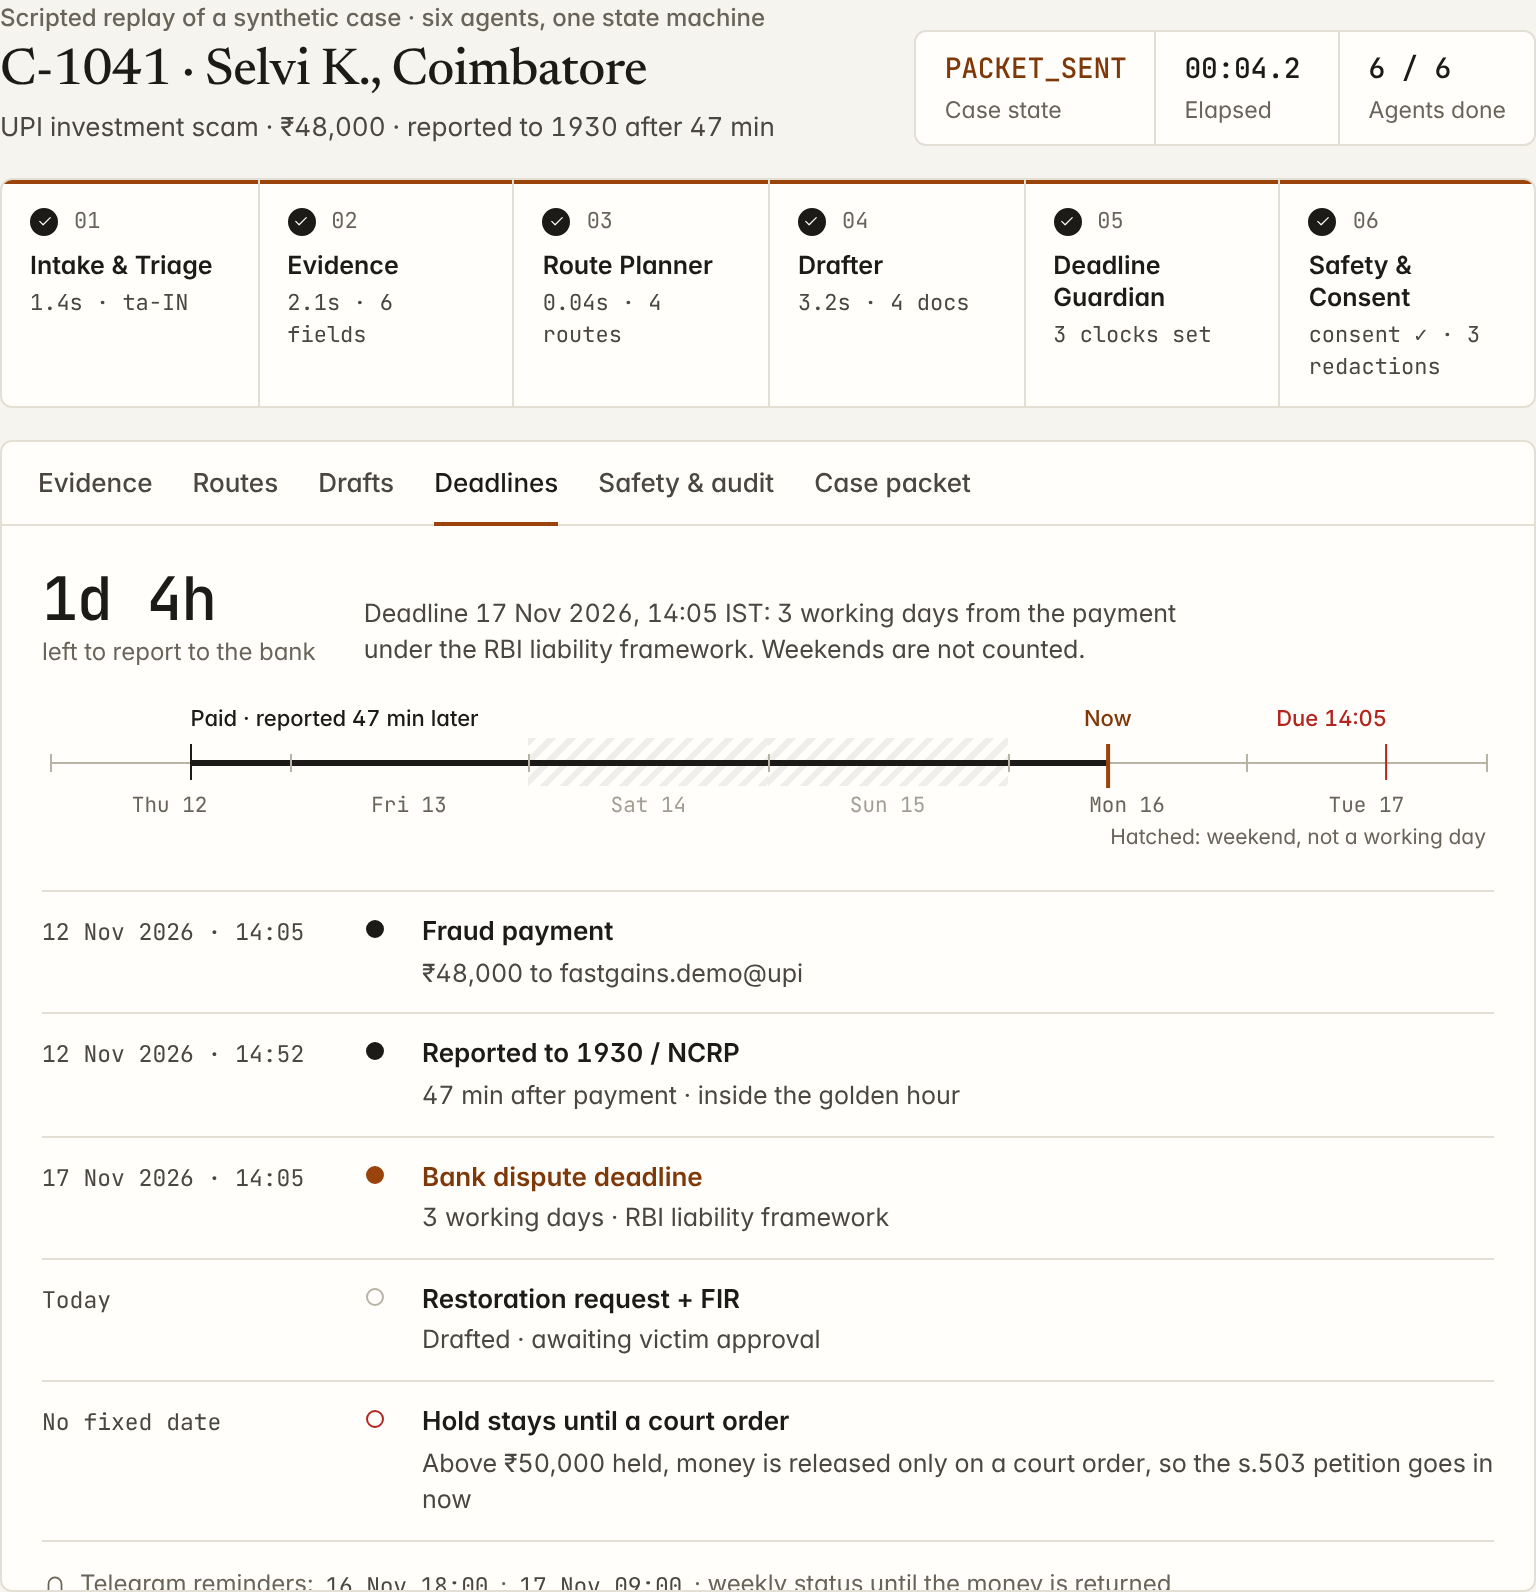 Scripted replay of a synthetic case · six agents, one state machine
C-1041 · Selvi K., Coimbatore
UPI investment scam · ₹48,000 · reported to 1930 after 47 min
PACKET_SENT
Case state
00:04.2
Elapsed
6 / 6
Agents done
01
Intake & Triage
1.4s · ta-IN
02
Evidence
2.1s · 6
fields
03
Route Planner
0.04s · 4
routes
04
Drafter
3.2s · 4 docs
05
Deadline
Guardian
3 clocks set
06
Safety &
Consent
consent ✓ · 3
redactions
Evidence Routes Drafts Deadlines Safety & audit Case packet
1d 4h
left to report to the bank
Deadline 17 Nov 2026, 14:05 IST: 3 working days from the payment
under the RBI liability framework. Weekends are not counted.
Paid · reported 47 min later Now Due 14:05
Thu 12 Fri 13 Sat 14 Sun 15 Mon 16 Tue 17
Hatched: weekend, not a working day
12 Nov 2026 · 14:05
Fraud payment
₹48,000 to fastgains.demo@upi
12 Nov 2026 · 14:52
Reported to 1930 / NCRP
47 min after payment · inside the golden hour
17 Nov 2026 · 14:05
Bank dispute deadline
3 working days · RBI liability framework
Today
Restoration request + FIR
Drafted · awaiting victim approval
No fixed date
Hold stays until a court order
Above ₹50,000 held, money is released only on a court order, so the s.503 petition goes in
now
Telegram reminders: 16 Nov 18:00 · 17 Nov 09:00 · weekly status until the money is returned